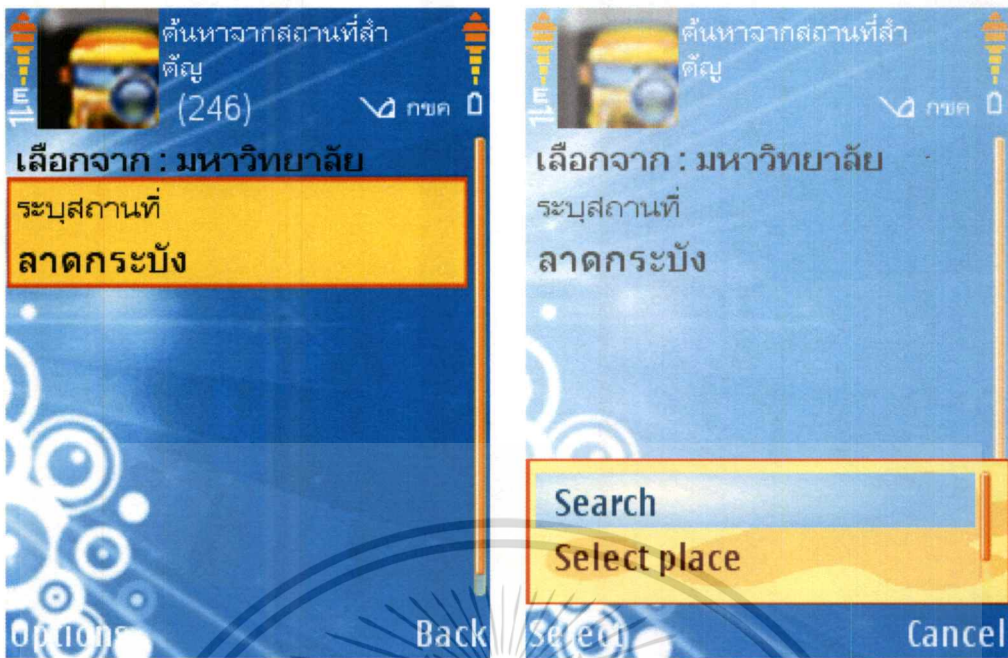 ค้นหาจากสถานที่สำ
คัญ
(246)
กขค
เลือกจาก : มหาวิทยาลัย
ระบุสถานที่
ลาดกระบัง
Options
Back
ค้นหาจากสถานที่สำ
คัญ
กขค
เลือกจาก : มหาวิทยาลัย
ระบุสถานที่
ลาดกระบัง
Search
Select place
Select
Cancel